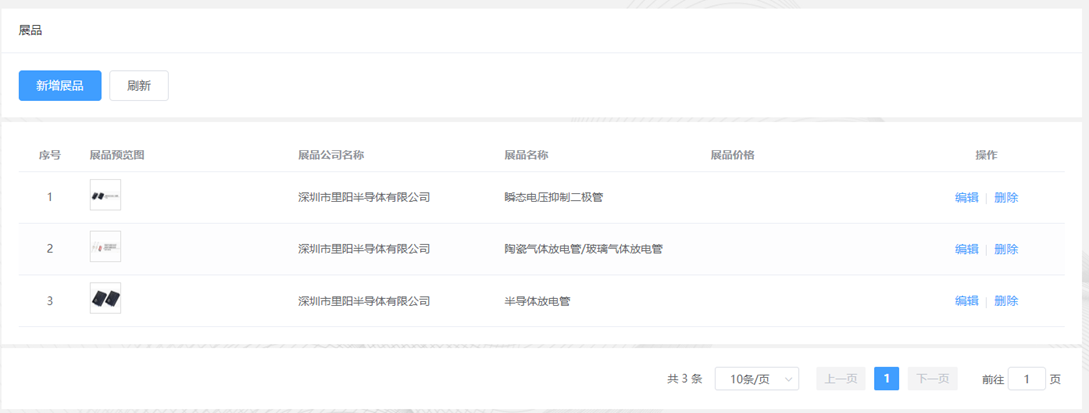 展品
新增展品 刷新
序号 展品预览图 展品公司名称 展品名称 展品价格 操作
1 深圳市里阳半导体有限公司 瞬态电压抑制二极管 编辑 删除
2 深圳市里阳半导体有限公司 陶瓷气体放电管/玻璃气体放电管 编辑 删除
3 深圳市里阳半导体有限公司 半导体放电管 编辑 删除
共 3 条 10条/页 上一页 1 下一页 前往 1 页